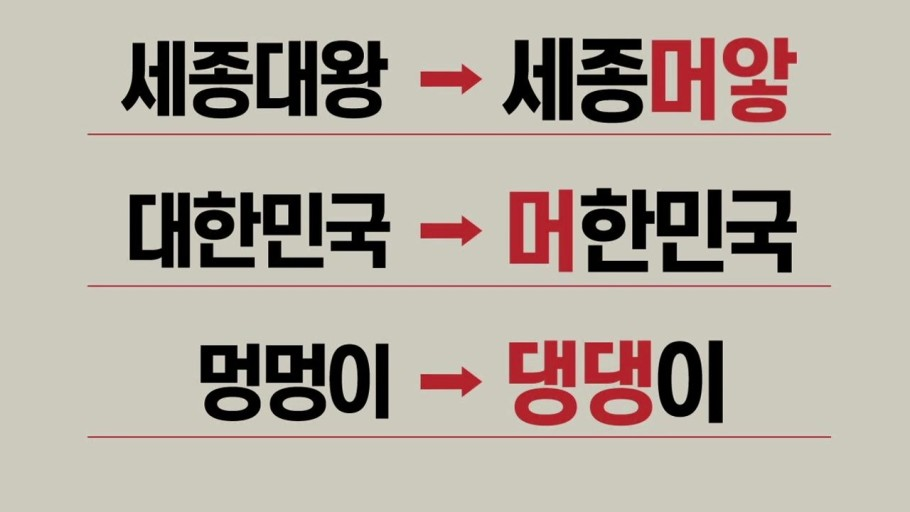 세종대왕 → 세종머앟
대한민국 → 머한민국
멍멍이 → 댕댕이